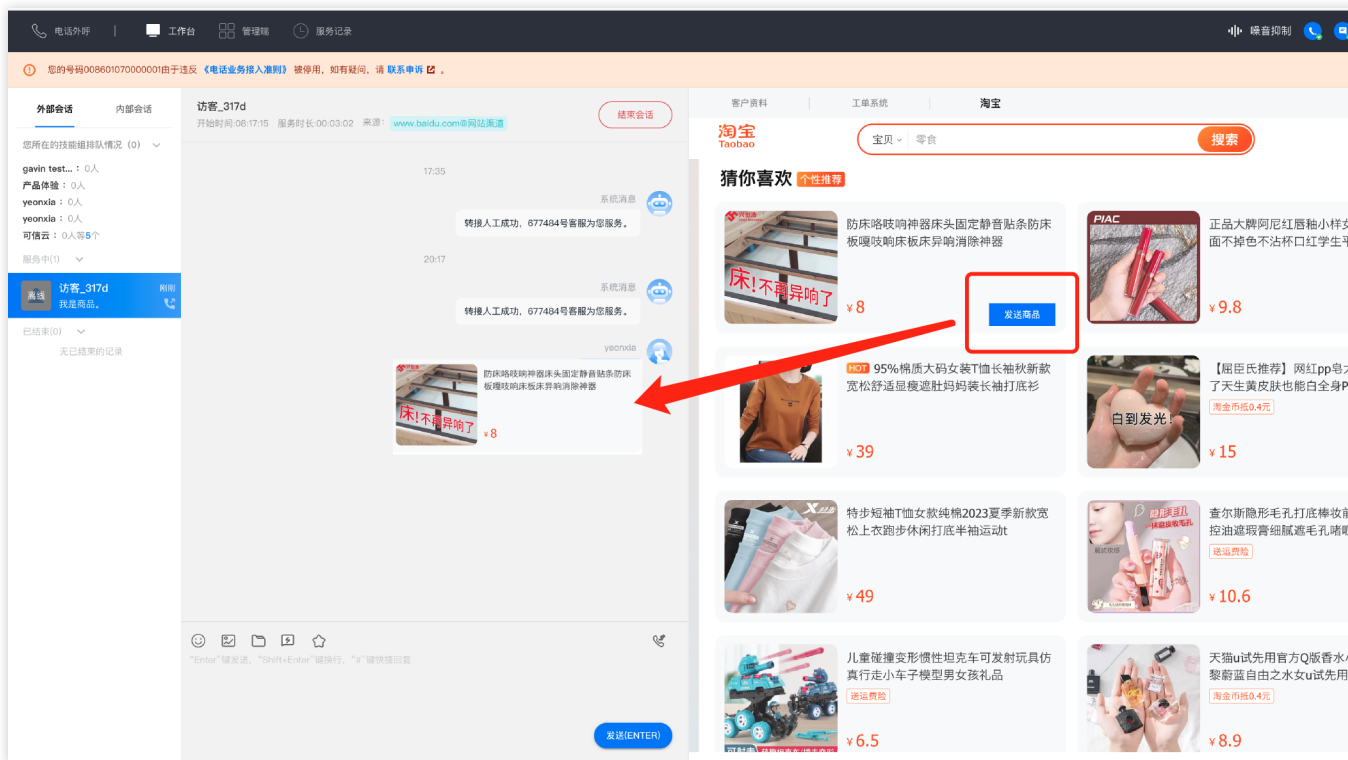 电话外呼 | 工作台 管理端 服务记录 噪音抑制
您的号码008601070000001由于违反《电话业务接入准则》 被停用，如有疑问，请 联系申诉 。
外部会话 内部会话
您所在的技能组排队情况（0）
gavin test...： 0人
产品体验： 0人
yeonxia： 0人
yeonxia： 0人
可信云： 0人等5个
服务中(1)
离线
访客_317d 刚刚
我是商品。
已结束(0)
无已结束的记录
访客_317d
开始时间:08:17:15 服务时长:00:03:02 来源: www.baidu.com@网站渠道
结束会话
17:35
系统消息
转接人工成功，677484号客服为您服务。
20:17
系统消息
转接人工成功，677484号客服为您服务。
yeonxia
床!不再异响了
防床咯吱响神器床头固定静音贴条防床
板嘎吱响床板床异响消除神器
¥8
"Enter"键发送，"Shift+Enter"键换行，"#"键快捷回复
发送(ENTER)
客户资料 工单系统 淘宝
淘宝
Taobao
宝贝 零食 搜索
猜你喜欢 个性推荐
床!不再异响了
防床咯吱响神器床头固定静音贴条防床
板嘎吱响床板床异响消除神器
¥8
发送商品
PIAC
正品大牌阿尼红唇釉小样女
面不掉色不沾杯口红学生平
¥9.8
HOT 95%棉质大码女装T恤长袖秋新款
宽松舒适显瘦遮肚妈妈装长袖打底衫
¥39
白到发光!
【屈臣氏推荐】网红pp皂
了天生黄皮肤也能白全身P
淘金币抵0.4元
¥15
特步短袖T恤女款纯棉2023夏季新款宽
松上衣跑步休闲打底半袖运动t
¥49
隐形毛孔
查尔斯隐形毛孔打底棒妆前
控油遮瑕膏细腻遮毛孔
送运费险
¥10.6
儿童碰撞变形惯性坦克车可发射玩具仿
真行走小车子模型男女孩礼品
送运费险
¥6.5
天猫u试先用官方Q版香水
黎蔚蓝自由之水女u试先用
淘金币抵0.4元
¥8.9